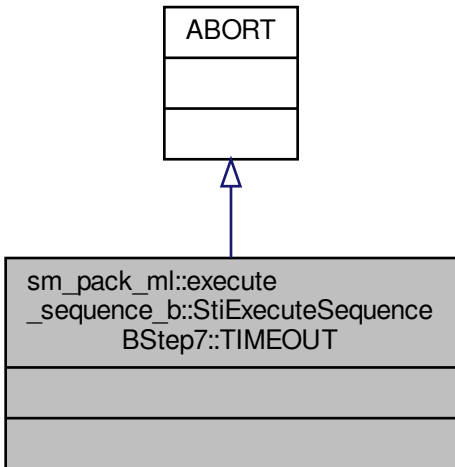 ABORT
sm_pack_ml::execute
_sequence_b::StiExecuteSequence
BStep7::TIMEOUT